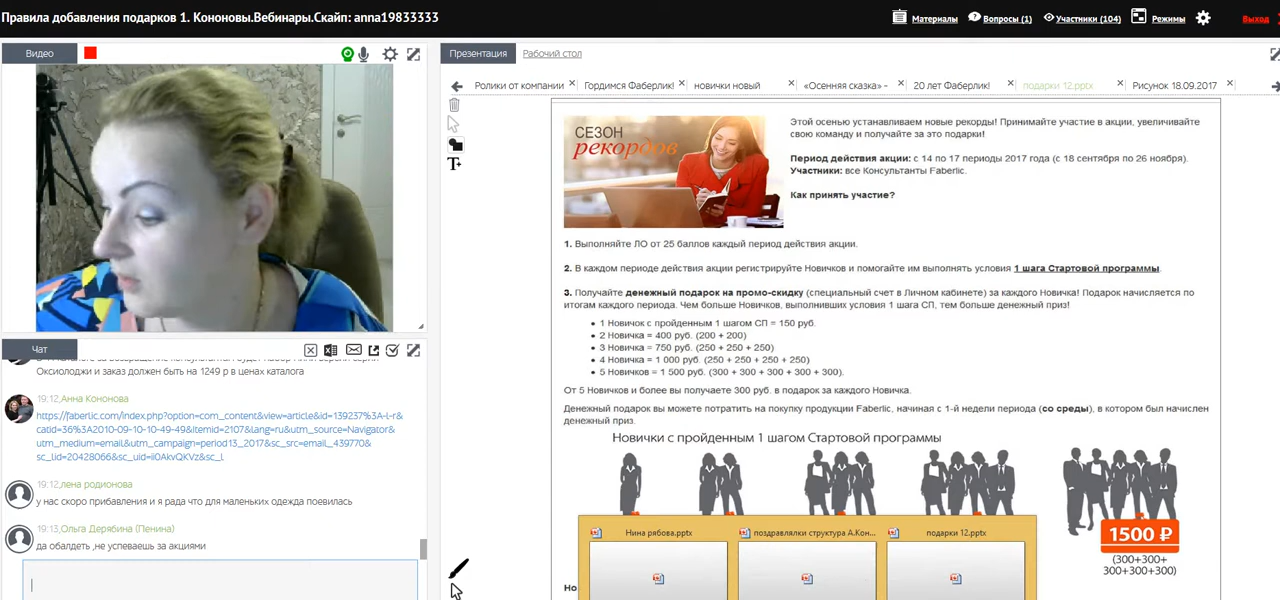 Правила добавления подарков 1. Кононовы.Вебинары.Скайп: anna19833333
Материалы Вопросы (1) Участники (104) Режимы Выход
Видео
Презентация Рабочий стол
Ролики от компании Гордимся Фаберлик! новички новый «Осенняя сказка» - 20 лет Фаберлик! подарки 12.pptx Рисунок 18.09.2017
СЕЗОН
рекордов
Этой осенью устанавливаем новые рекорды! Принимайте участие в акции, увеличивайте
свою команду и получайте за это подарки!
Период действия акции: с 14 по 17 периоды 2017 года (с 18 сентября по 26 ноября).
Участники: все Консультанты Faberlic.
Как принять участие?
1. Выполняйте ЛО от 25 баллов каждый период действия акции.
2. В каждом периоде действия акции регистрируйте Новичков и помогайте им выполнять условия 1 шага Стартовой программы.
3. Получайте денежный подарок на промо-скидку (специальный счет в Личном кабинете) за каждого Новичка! Подарок начисляется по
итогам каждого периода. Чем больше Новичков, выполнивших условия 1 шага СП, тем больше денежный приз!
• 1 Новичок с пройденным 1 шагом СП = 150 руб.
• 2 Новичка = 400 руб. (200 + 200)
• 3 Новичка = 750 руб. (250 + 250 + 250)
• 4 Новичка = 1 000 руб. (250 + 250 + 250 + 250)
• 5 Новичков = 1 500 руб. (300 + 300 + 300 + 300 + 300).
От 5 Новичков и более вы получаете 300 руб. в подарок за каждого Новичка.
Денежный подарок вы можете потратить на покупку продукции Faberlic, начиная с 1-й недели периода (со среды), в котором был начислен
денежный приз.
Новички с пройденным 1 шагом Стартовой программы
1500 ₽
(300+300+
300+300+300)
Но
Нина рябова.pptx поздравлялки структура А.Кон... подарки 12.pptx
Чат
Оксиолоджи и заказ должен быть на 1249 р в ценах каталога
19:12,Анна Кононова
https://faberlic.com/index.php?option=com_content&view=article&id=139237%3A-l-r&
catid=36%3A2010-09-10-10-49-49&itemid=2107&lang=ru&utm_source=Navigator&
utm_medium=email&utm_campaign=period13_2017&sc_src=email_439770&
sc_lid=20428066&sc_uid=ii0AkvQKVz&sc_l
19:12,лена родионова
у нас скоро прибавления и я рада что для маленьких одежда поевилась
19:13,Ольга Дерябина (Пенина)
да обалдеть ,не успеваешь за акциями